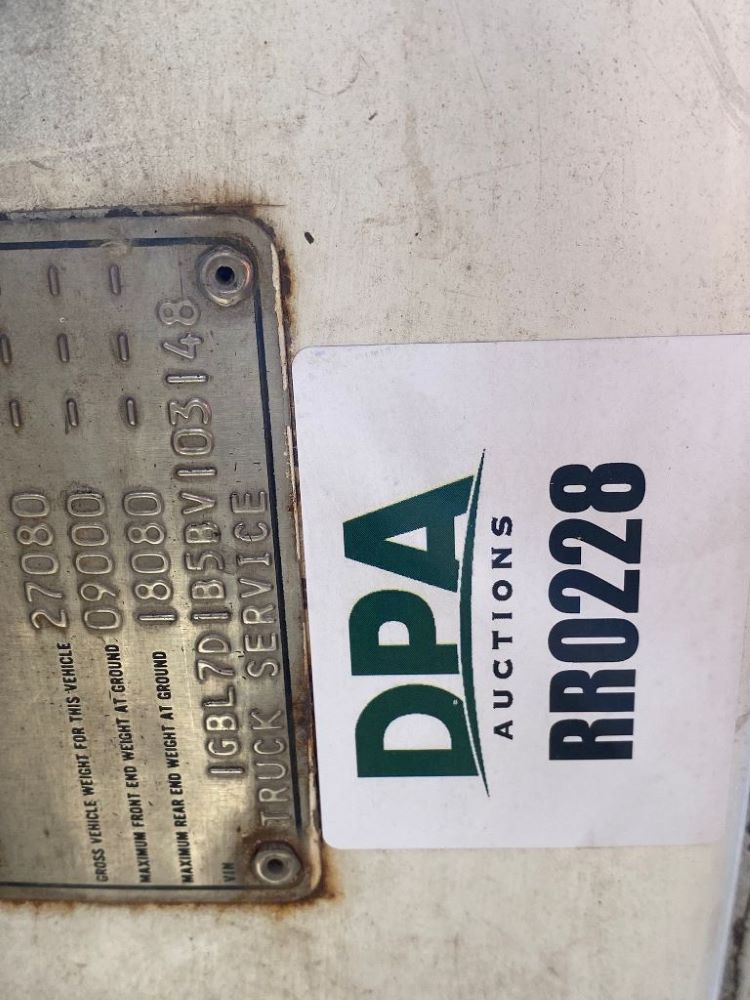 GROSS VEHICLE WEIGHT FOR THIS VEHICLE 27080
MAXIMUM FRONT END WEIGHT AT GROUND 09000
MAXIMUM REAR END WEIGHT AT GROUND 18080
VIN 1GBL7D1B5BV103148
TRUCK SERVICE
DPA
AUCTIONS
RR0228